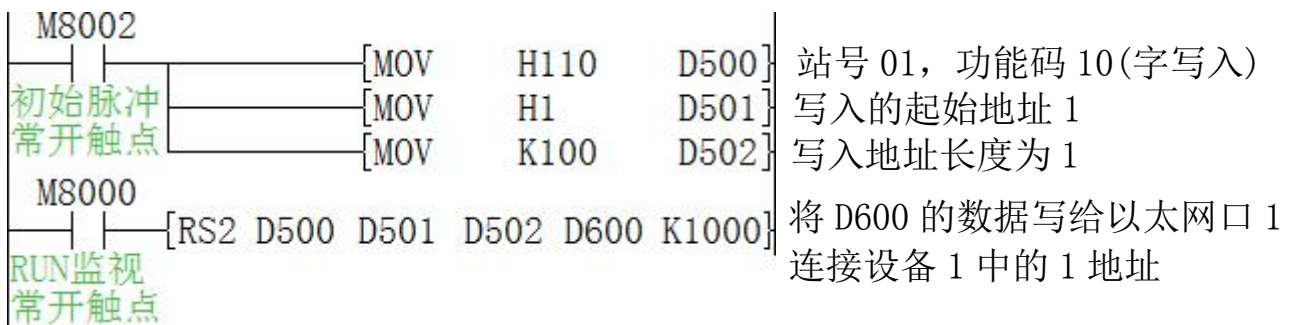 M8002
[MOV H110 D500] 站号 01，功能码 10(字写入)
初始脉冲 [MOV H1 D501] 写入的起始地址 1
常开触点 [MOV K100 D502] 写入地址长度为 1
M8000
[RS2 D500 D501 D502 D600 K1000] 将 D600 的数据写给以太网口 1
RUN监视 连接设备 1 中的 1 地址
常开触点